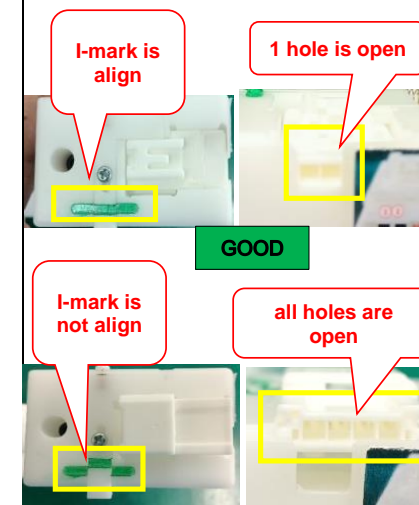 I-mark is
align
1 hole is open
GOOD
I-mark is
not align
all holes are
open